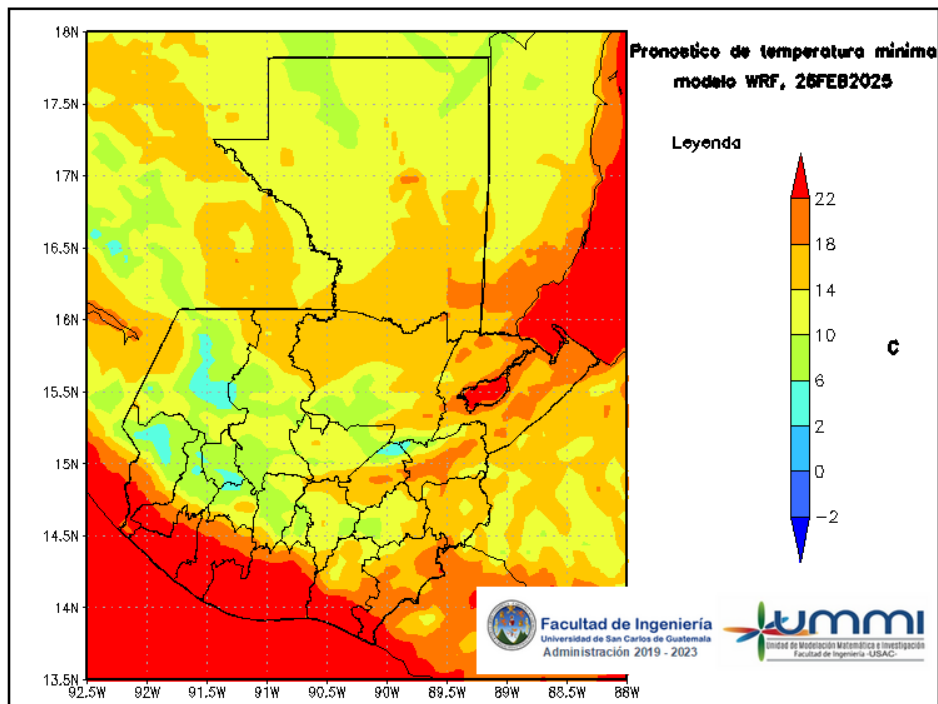 Pronostico de temperatura minima
modelo WRF, 26FEB2025
Leyenda
22
18
14
10
6
2
0
−2
C
18N
17.5N
17N
16.5N
16N
15.5N
15N
14.5N
14N
13.5N
92.5W 92W 91.5W 91W 90.5W 90W 89.5W 89W 88.5W 88W
Facultad de Ingeniería
Universidad de San Carlos de Guatemala
Administración 2019 - 2023
ummi
Unidad de Modelación Matemática e Investigación
Facultad de Ingeniería -USAC-